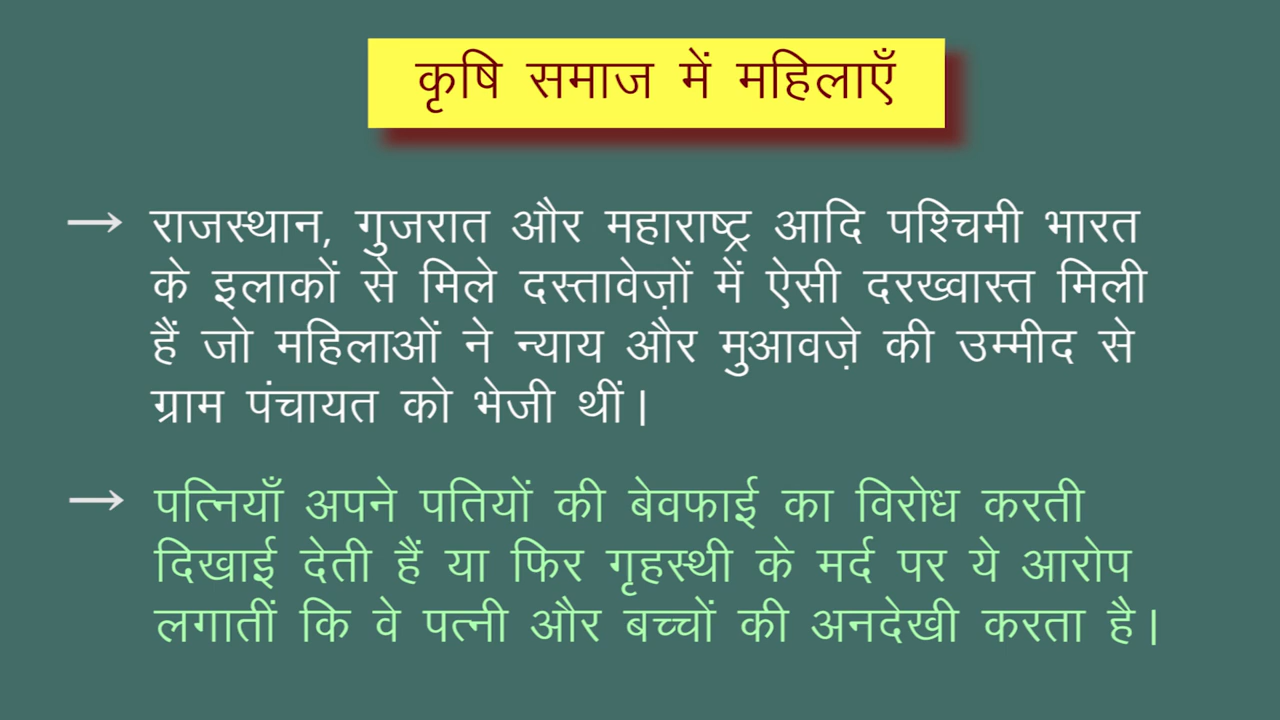 कृषि समाज में महिलाएँ
→ राजस्थान, गुजरात और महाराष्ट्र आदि पश्चिमी भारत
के इलाकों से मिले दस्तावेज़ों में ऐसी दरख्वास्त मिली
हैं जो महिलाओं ने न्याय और मुआवज़े की उम्मीद से
ग्राम पंचायत को भेजी थीं।
→ पत्नियाँ अपने पतियों की बेवफाई का विरोध करती
दिखाई देती हैं या फिर गृहस्थी के मर्द पर ये आरोप
लगातीं कि वे पत्नी और बच्चों की अनदेखी करता है।